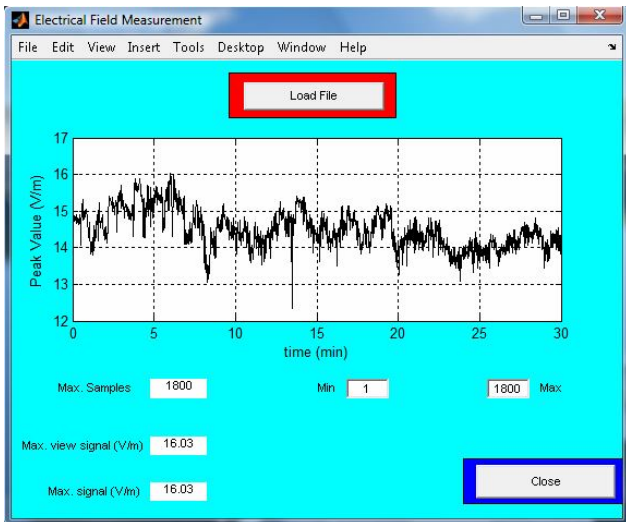 Electrical Field Measurement
File Edit View Insert Tools Desktop Window Help
Load File
17
16
15
14
13
12
Peak Value (V/m)
0 5 10 15 20 25 30
time (min)
Max. Samples 1800 Min 1 1800 Max
Max. view signal (V/m) 16.03
Max. signal (V/m) 16.03
Close